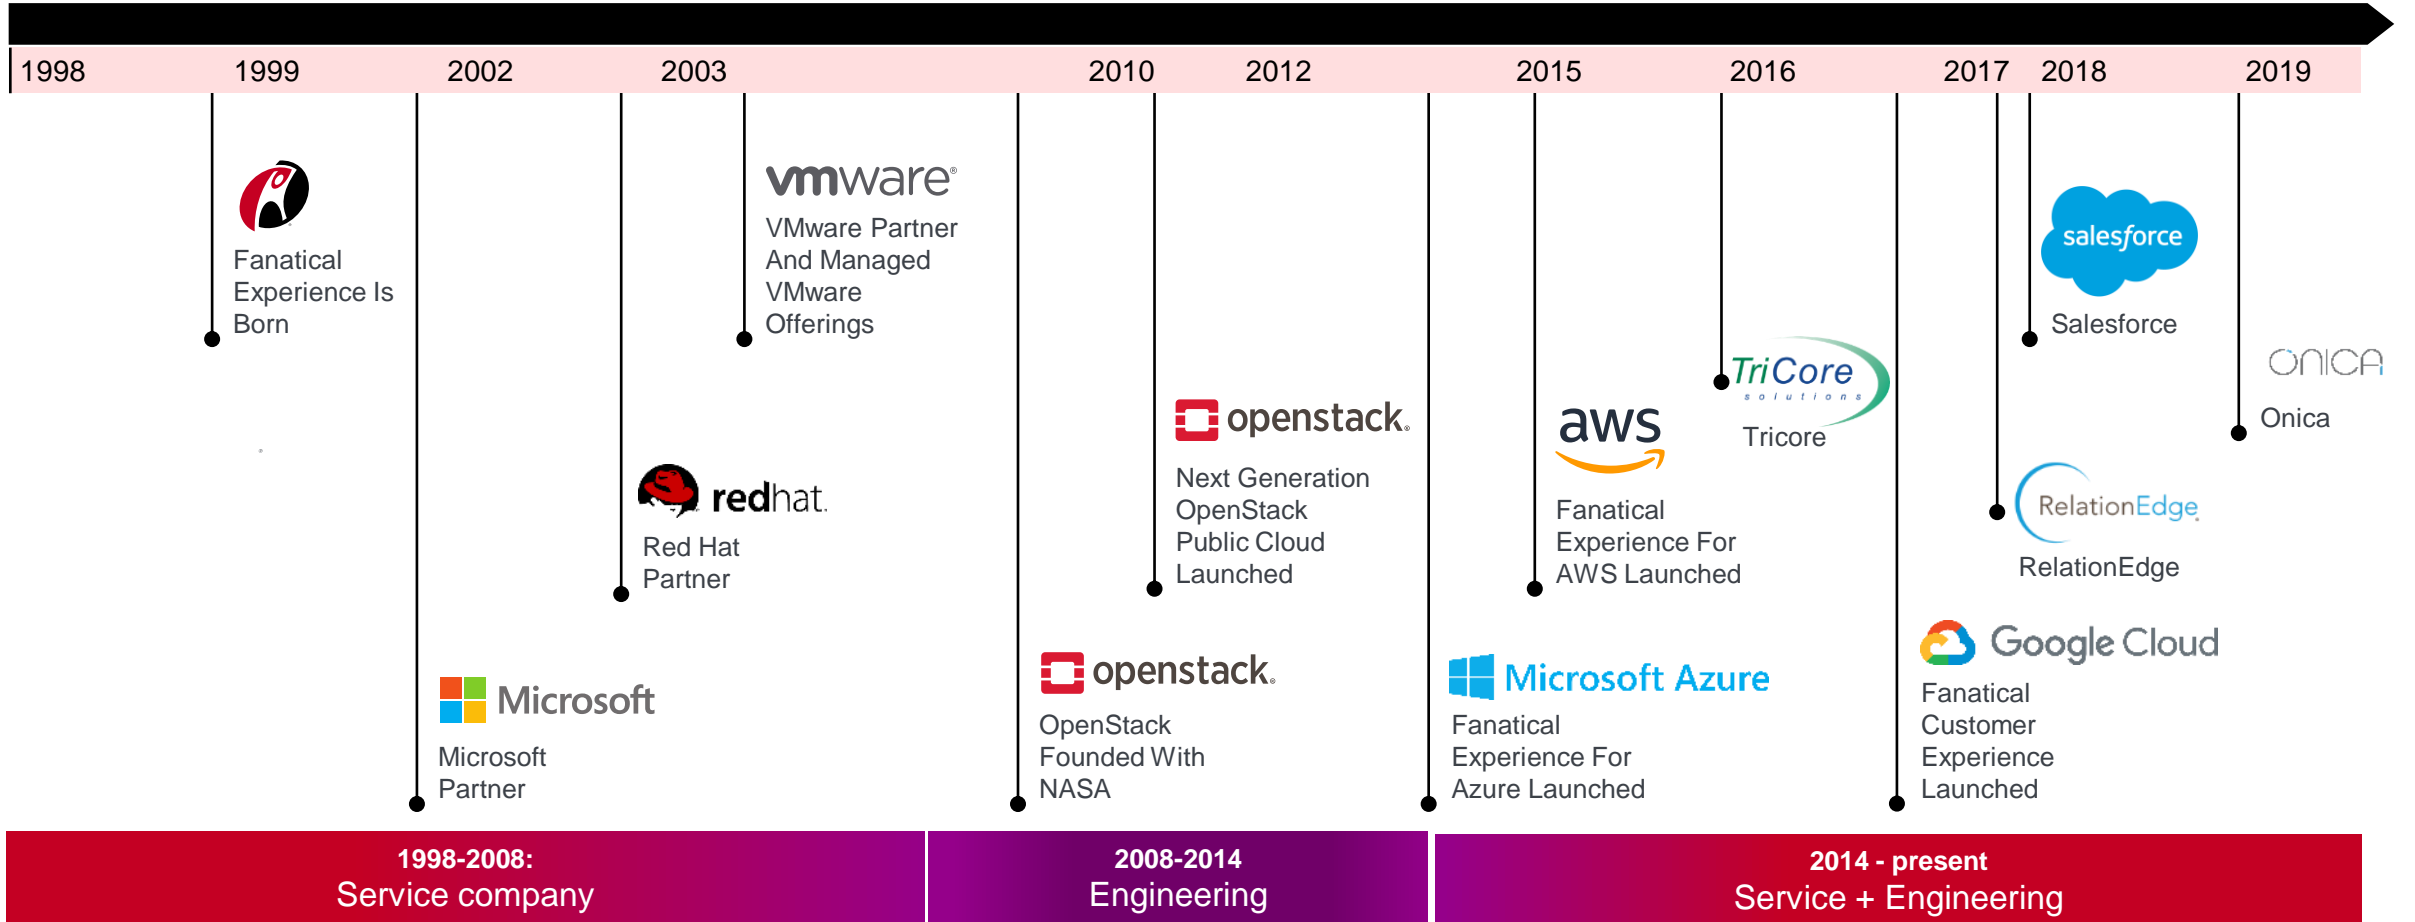 1998
1999
2002
2003
2010
2012
2015
2016
2017
2018
2019
Fanatical
Experience Is
Born
Microsoft
Microsoft
Partner
redhat.
Red Hat
Partner
vmware®
VMware Partner
And Managed
VMware
Offerings
openstack.
OpenStack
Founded With
NASA
openstack.
Next Generation
OpenStack
Public Cloud
Launched
Microsoft Azure
Fanatical
Experience For
Azure Launched
aws
Fanatical
Experience For
AWS Launched
TriCore
solutions
Tricore
Google Cloud
Fanatical
Customer
Experience
Launched
RelationEdge
RelationEdge
salesforce
Salesforce
ONICA
Onica
1998-2008:
Service company
2008-2014
Engineering
2014 - present
Service + Engineering